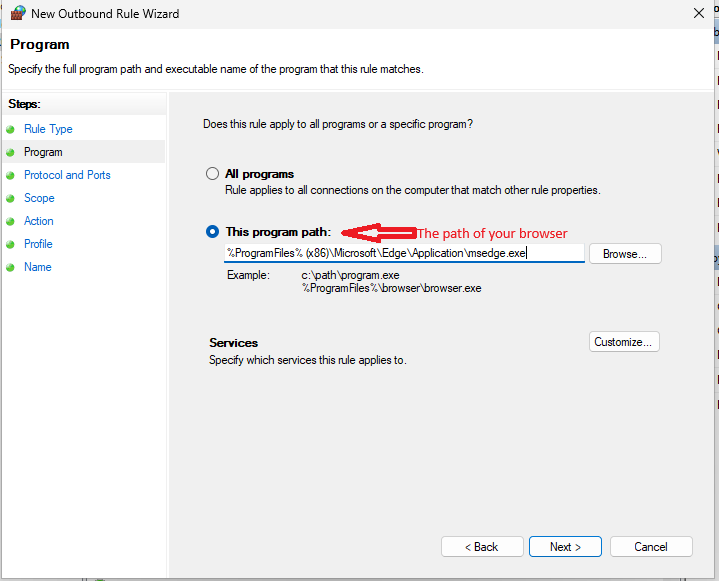 New Outbound Rule Wizard
Program
Specify the full program path and executable name of the program that this rule matches.
Steps:
Rule Type
Program
Protocol and Ports
Scope
Action
Profile
Name
Does this rule apply to all programs or a specific program?
All programs
Rule applies to all connections on the computer that match other rule properties.
This program path: The path of your browser
%ProgramFiles% (x86)\Microsoft\Edge\Application\msedge.exe
Browse...
Example: c:\path\program.exe
%ProgramFiles%\browser\browser.exe
Services
Specify which services this rule applies to.
Customize...
< Back Next > Cancel